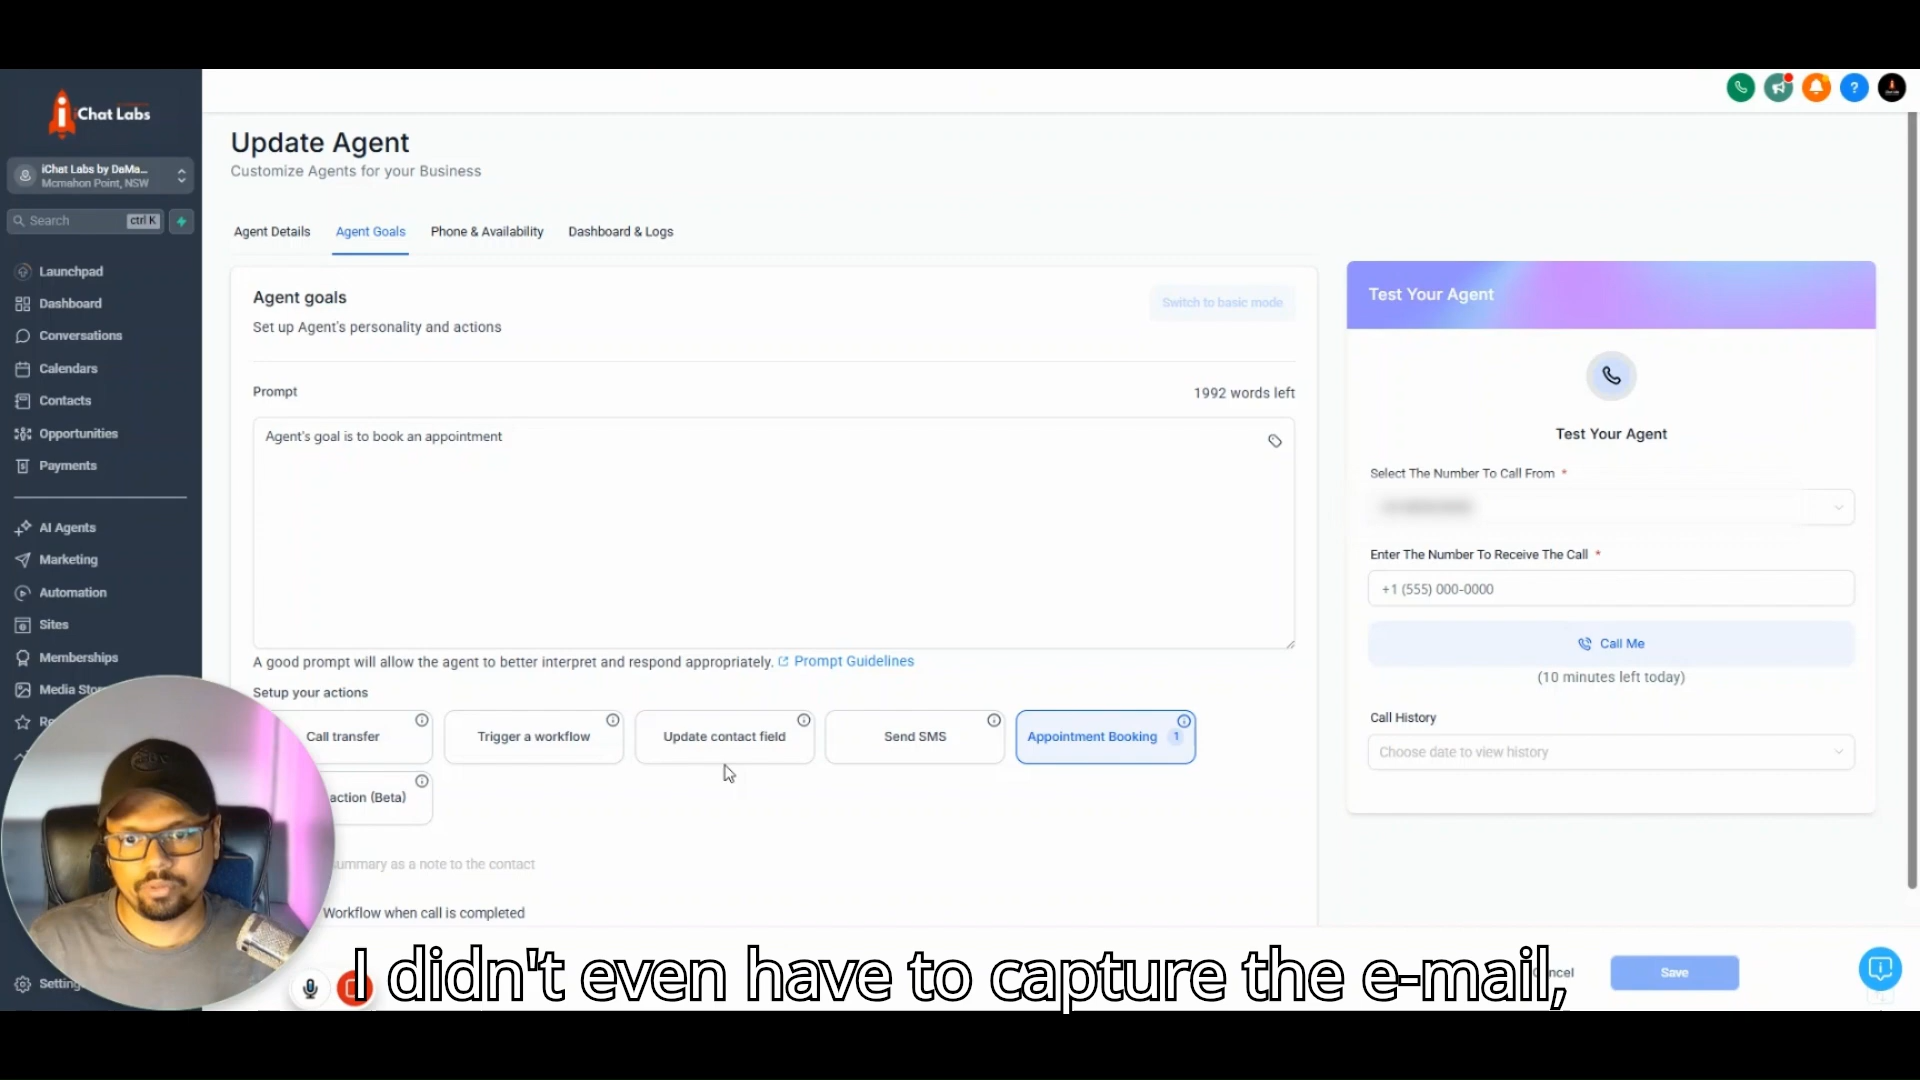 iChat Labs
iChat Labs by DaMa...
Mcmahon Point, NSW
Search
ctrl K
Launchpad
Dashboard
Conversations
Calendars
Contacts
Opportunities
Payments
AI Agents
Marketing
Automation
Sites
Memberships
Media Sto
Re
Setting
Update Agent
Customize Agents for your Business
Agent Details
Agent Goals
Phone & Availability
Dashboard & Logs
Agent goals
Set up Agent's personality and actions
Switch to basic mode
Prompt
1992 words left
Agent's goal is to book an appointment
A good prompt will allow the agent to better interpret and respond appropriately. Prompt Guidelines
Setup your actions
Call transfer
Trigger a workflow
Update contact field
Send SMS
Appointment Booking 1
action (Beta)
ummary as a note to the contact
Workflow when call is completed
Test Your Agent
Test Your Agent
Select The Number To Call From *
Enter The Number To Receive The Call *
+1 (555) 000-0000
Call Me
(10 minutes left today)
Call History
Choose date to view history
ncel
Save
I didn't even have to capture the e-mail,